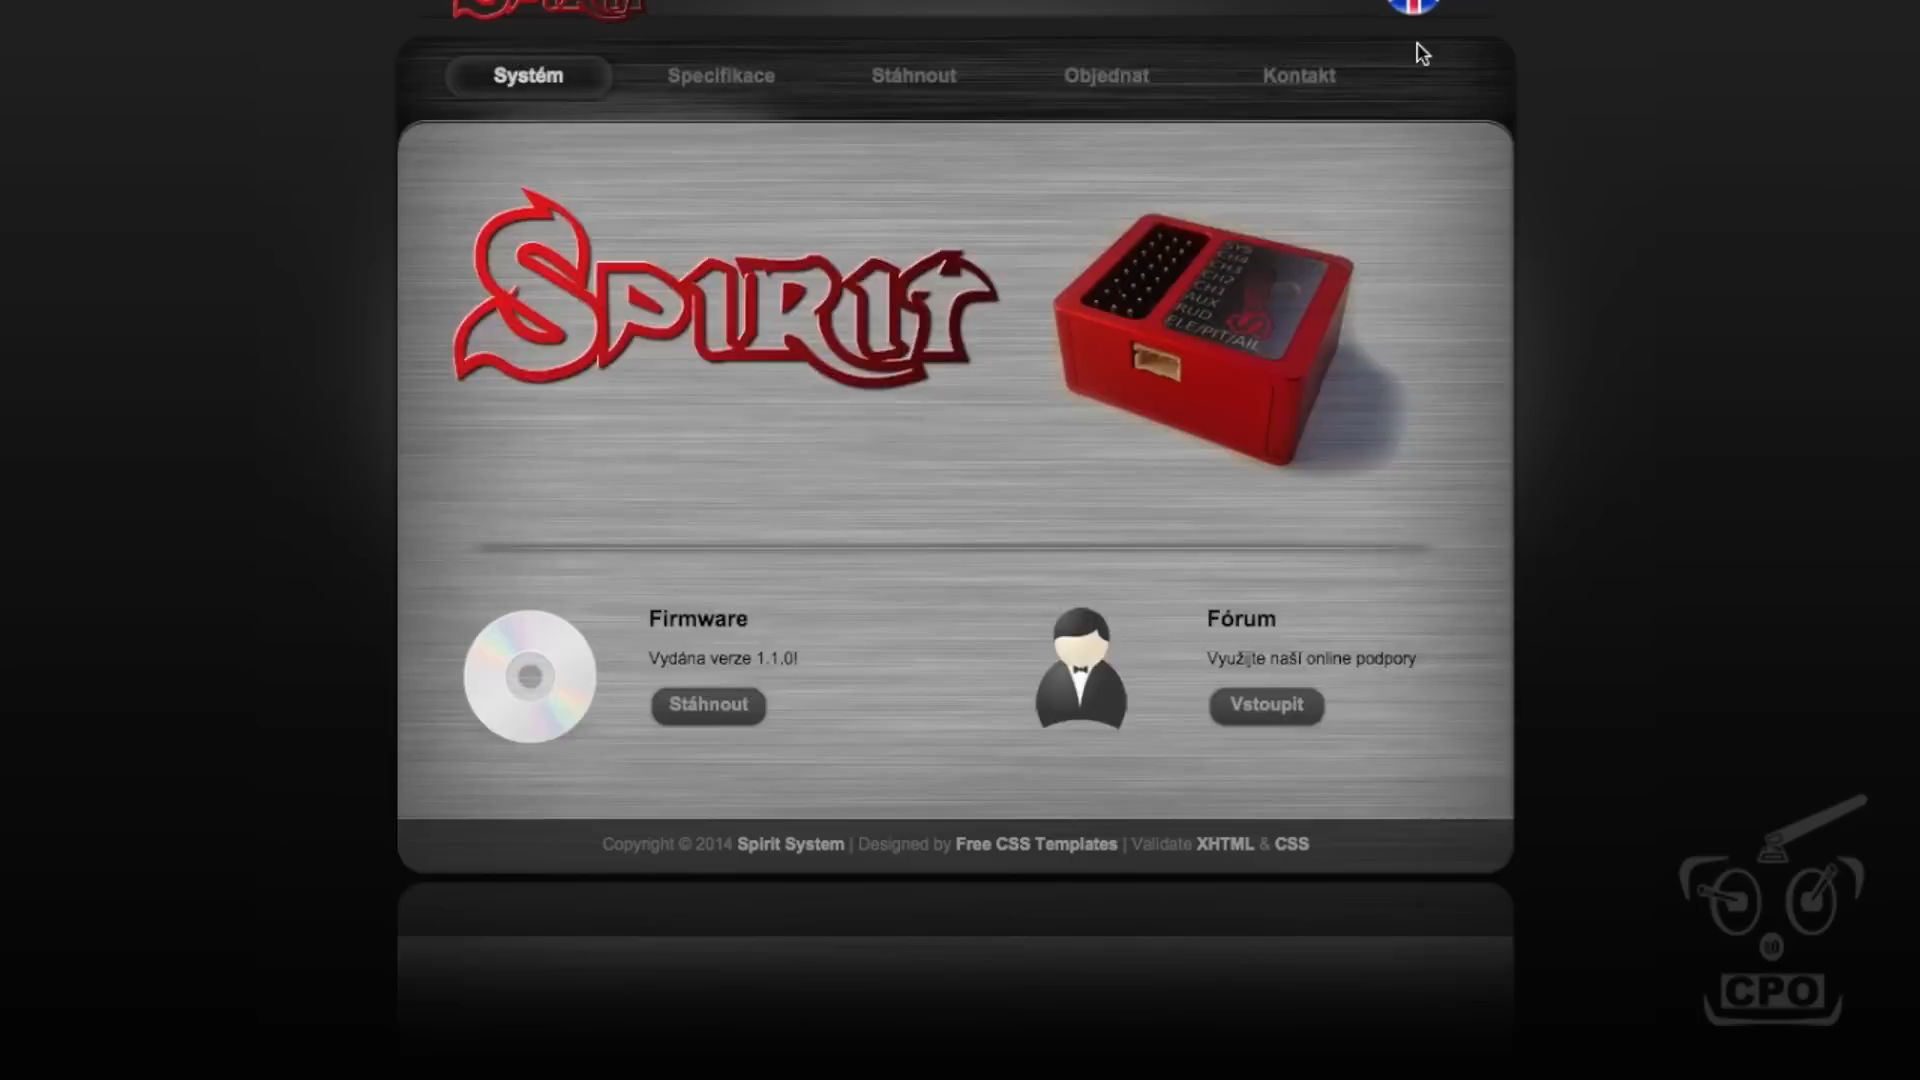 Systém Specifikace Stáhnout Objednat Kontakt
SPIRIT
SYS
CH4
CH3
CH2
CH1
AUX
RUD
ELE/PIT/AIL
Firmware
Vydána verze 1.1.0!
Stáhnout
Fórum
Využijte naší online podpory
Vstoupit
Copyright © 2014 Spirit System | Designed by Free CSS Templates | Validate XHTML & CSS
CPO